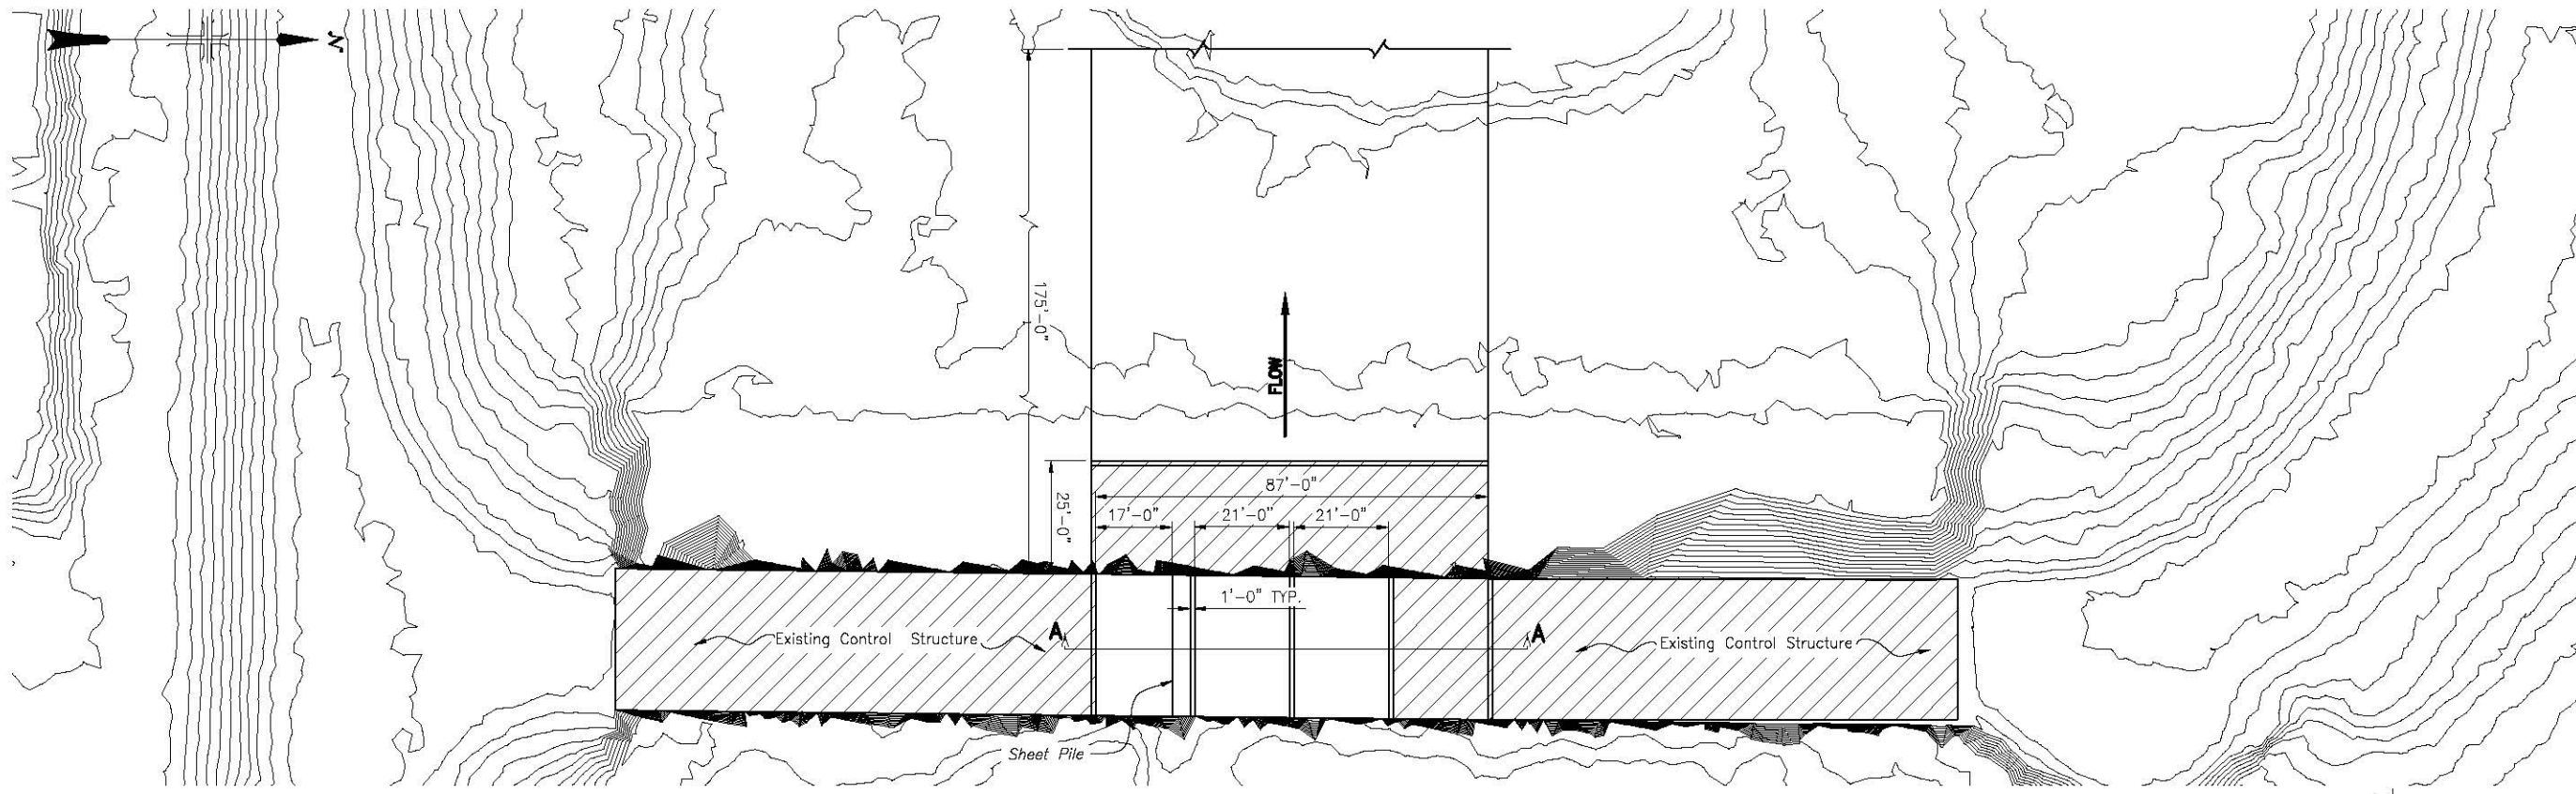 N
175'-0"
FLOW
25'-0"
87'-0"
17'-0"
21'-0"
21'-0"
1'-0" TYP.
A
A
Existing Control Structure
Existing Control Structure
Sheet Pile